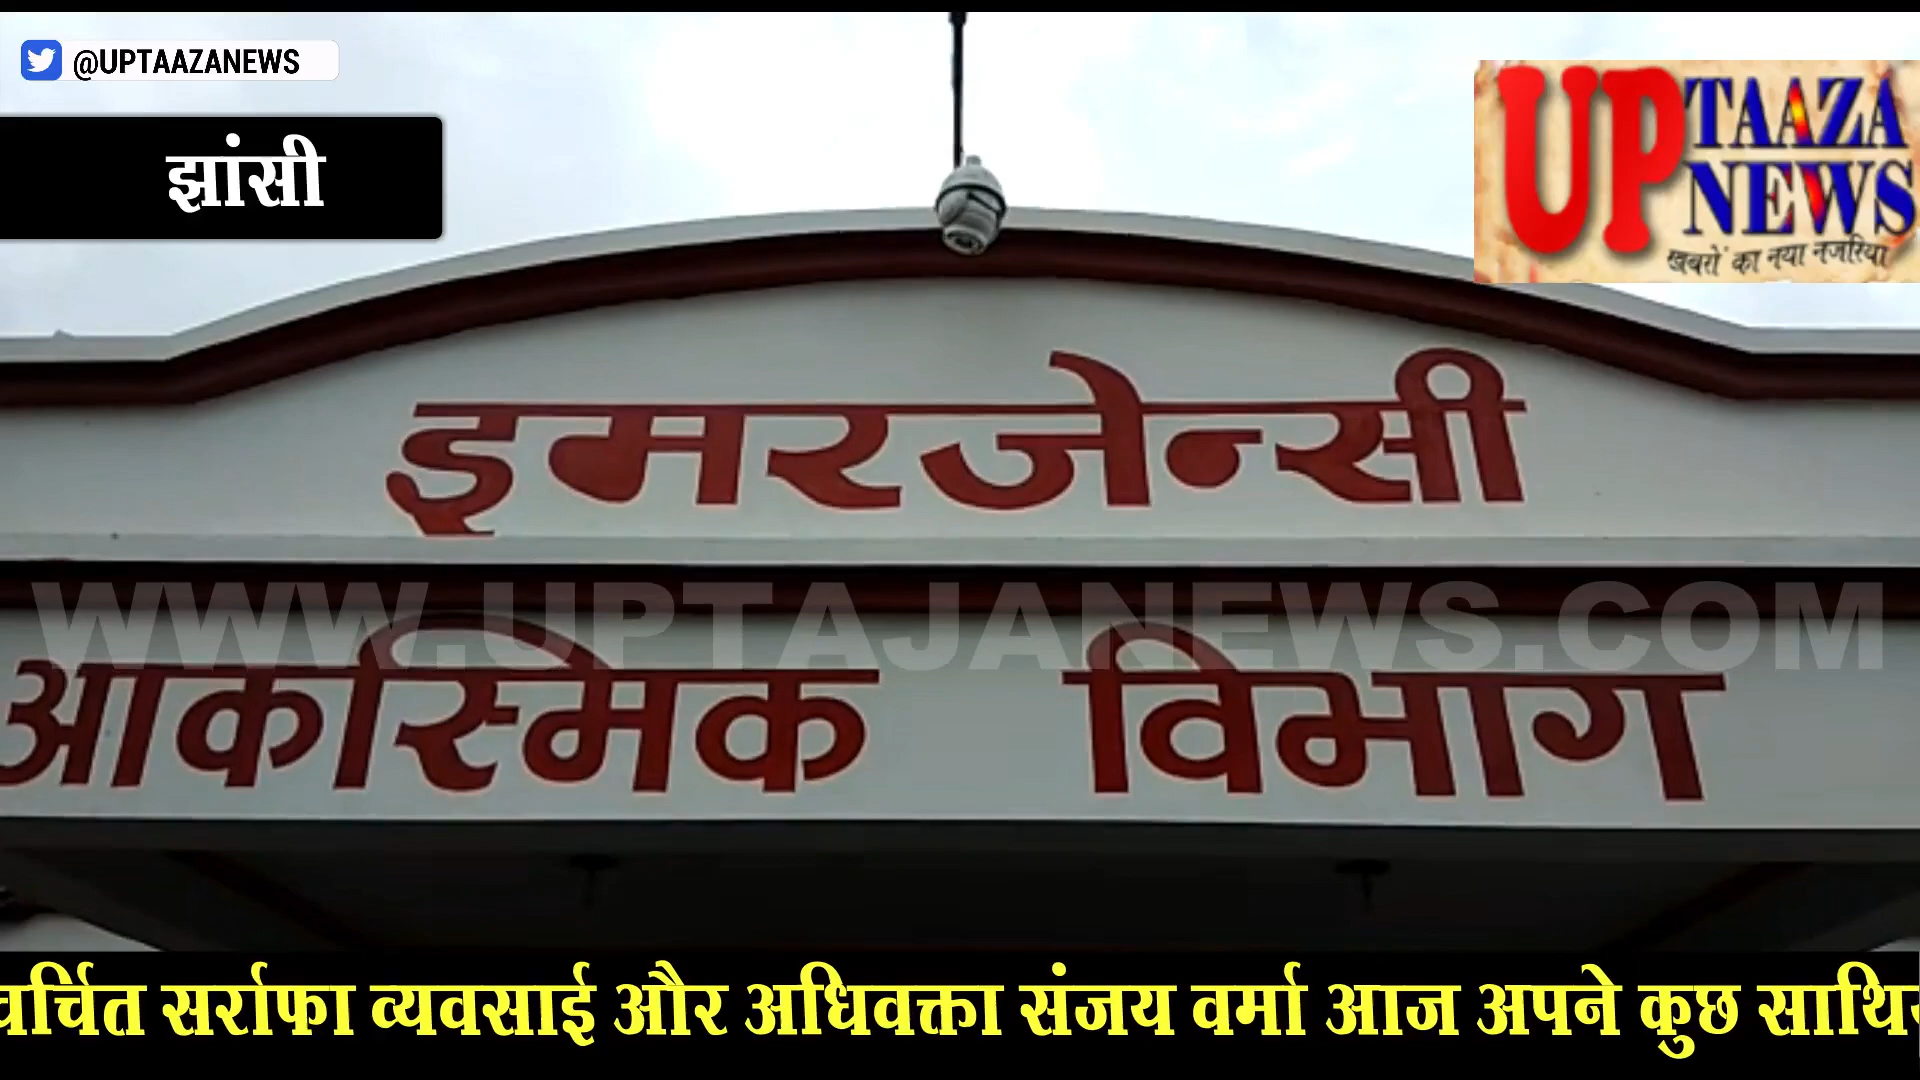 @UPTAAZANEWS
झांसी
UP TAAZA NEWS
खबरों का नया नजरिया
इमरजेन्सी
WWW.UPTAJANEWS.COM
आकस्मिक विभाग
चर्चित सर्राफा व्यवसाई और अधिवक्ता संजय वर्मा आज अपने कुछ